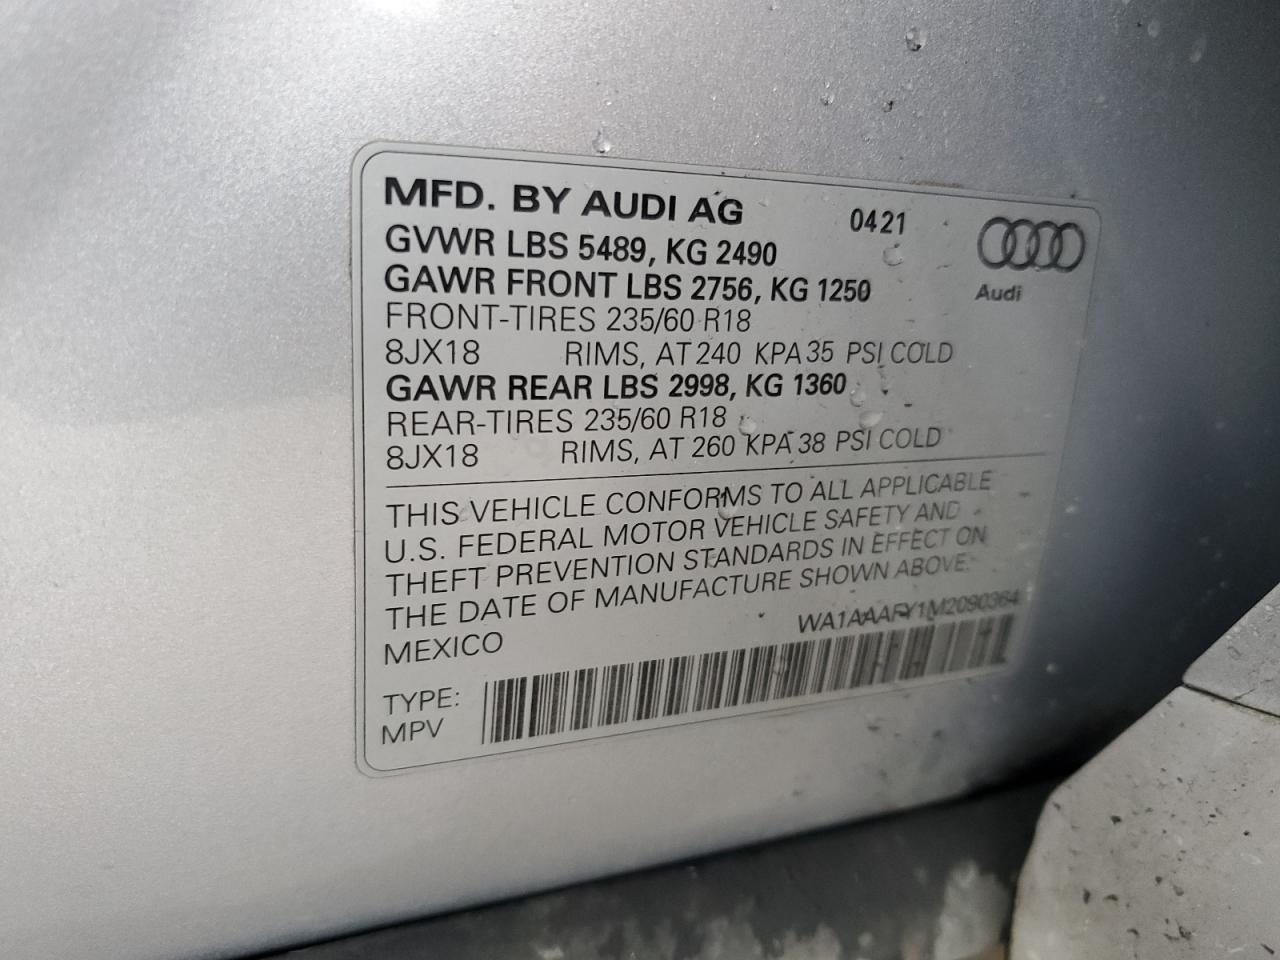 MFD. BY AUDI AG 0421
GVWR LBS 5489, KG 2490
GAWR FRONT LBS 2756, KG 1250
Audi
FRONT-TIRES 235/60 R18
8JX18 RIMS, AT 240 KPA 35 PSI COLD
GAWR REAR LBS 2998, KG 1360
REAR-TIRES 235/60 R18
8JX18 RIMS, AT 260 KPA 38 PSI COLD
THIS VEHICLE CONFORMS TO ALL APPLICABLE
U.S. FEDERAL MOTOR VEHICLE SAFETY AND
THEFT PREVENTION STANDARDS IN EFFECT ON
THE DATE OF MANUFACTURE SHOWN ABOVE.
MEXICO WA1AAAFY1M2090364
TYPE:
MPV